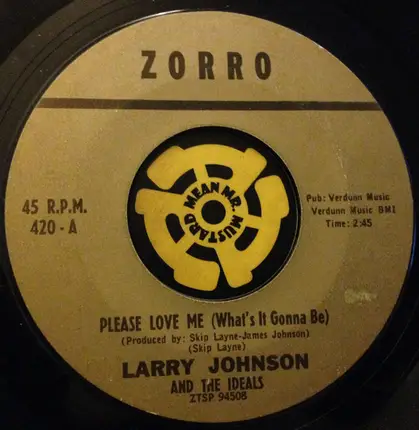 ZORRO
45 R.P.M.
420-A
MEAN MR. MUSTARD
Pub: Verdunn Music
Verdunn Music BMI
Time: 2:45
PLEASE LOVE ME (What's It Gonna Be)
(Produced by: Skip Layne-James Johnson)
(Skip Layne)
LARRY JOHNSON
AND THE IDEALS
ZTSP 94508